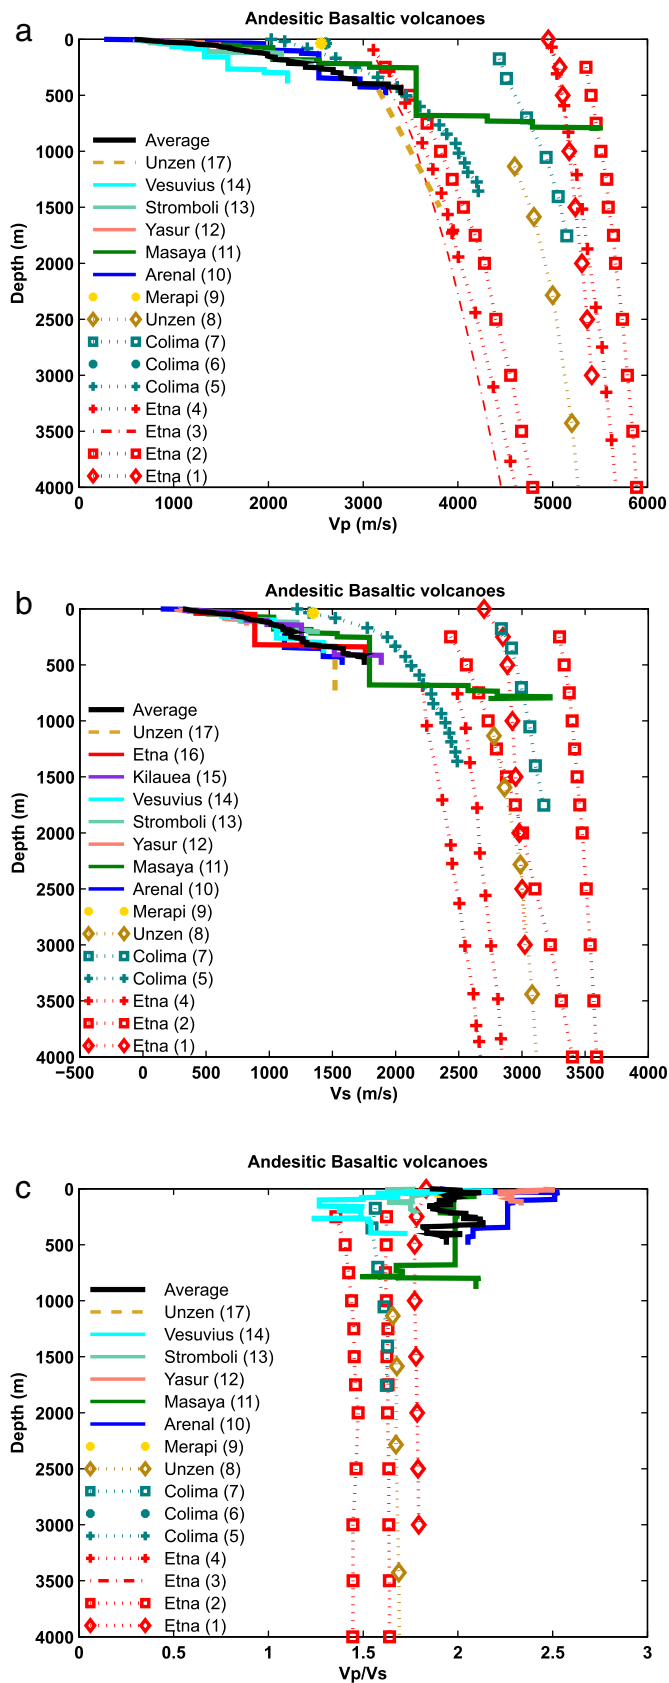 a
Andesitic Basaltic volcanoes
0
500
1000
1500
2000
2500
3000
3500
4000
Depth (m)
Average
Unzen (17)
Vesuvius (14)
Stromboli (13)
Yasur (12)
Masaya (11)
Arenal (10)
Merapi (9)
Unzen (8)
Colima (7)
Colima (6)
Colima (5)
Etna (4)
Etna (3)
Etna (2)
Etna (1)
0 1000 2000 3000 4000 5000 6000
Vp (m/s)
b
Andesitic Basaltic volcanoes
0
500
1000
1500
2000
2500
3000
3500
4000
Depth (m)
Average
Unzen (17)
Etna (16)
Kilauea (15)
Vesuvius (14)
Stromboli (13)
Yasur (12)
Masaya (11)
Arenal (10)
Merapi (9)
Unzen (8)
Colima (7)
Colima (5)
Etna (4)
Etna (2)
Etna (1)
−500 0 500 1000 1500 2000 2500 3000 3500 4000
Vs (m/s)
c
Andesitic Basaltic volcanoes
0
500
1000
1500
2000
2500
3000
3500
4000
Depth (m)
Average
Unzen (17)
Vesuvius (14)
Stromboli (13)
Yasur (12)
Masaya (11)
Arenal (10)
Merapi (9)
Unzen (8)
Colima (7)
Colima (6)
Colima (5)
Etna (4)
Etna (3)
Etna (2)
Etna (1)
0 0.5 1 1.5 2 2.5 3
Vp/Vs